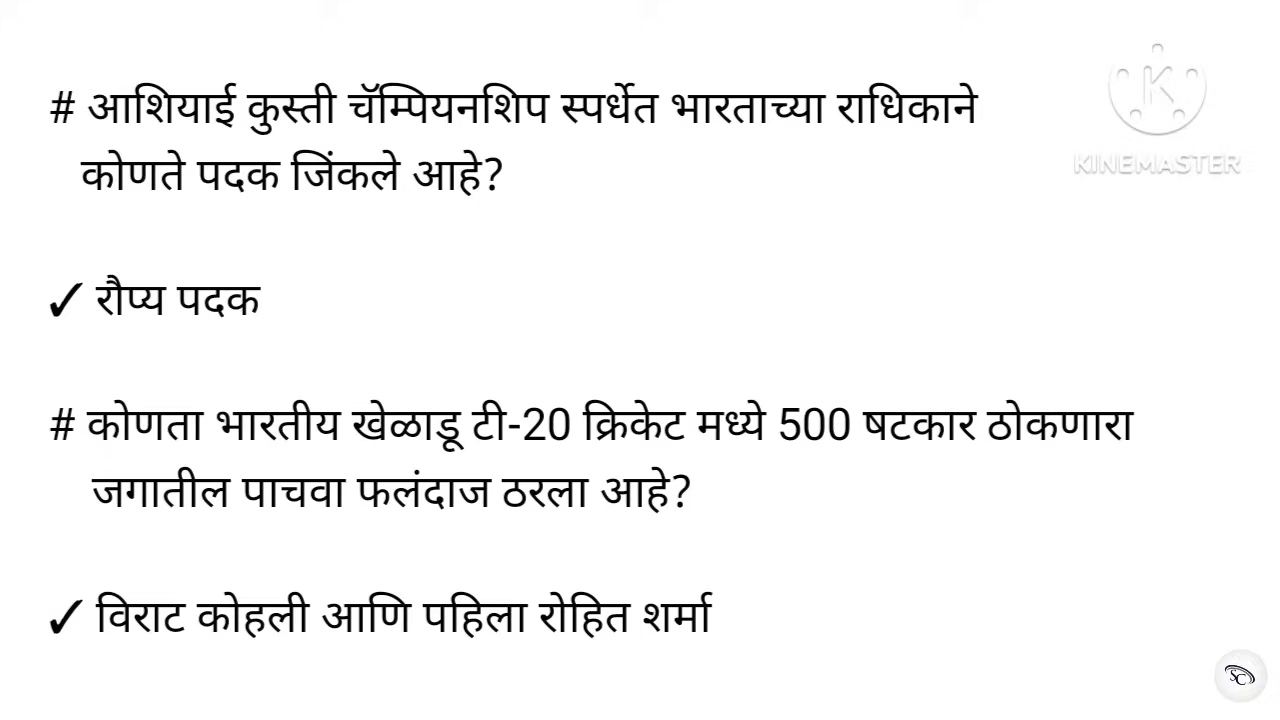 # आशियाई कुस्ती चॅम्पियनशिप स्पर्धेत भारताच्या राधिकाने
कोणते पदक जिंकले आहे?
✓ रौप्य पदक
# कोणता भारतीय खेळाडू टी-20 क्रिकेट मध्ये 500 षटकार ठोकणारा
जगातील पाचवा फलंदाज ठरला आहे?
✓ विराट कोहली आणि पहिला रोहित शर्मा
K
KINEMASTER
SC